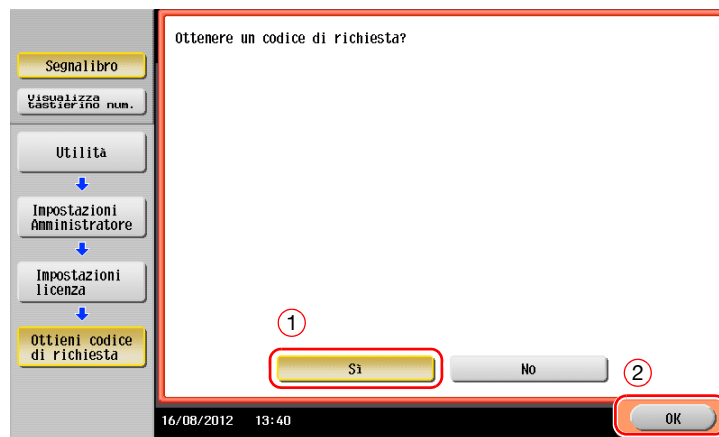 Ottenere un codice di richiesta?
Segnalibro
Visualizza
tastierino num.
Utilità
Impostazioni
Amministratore
Impostazioni
licenza
Ottieni codice
di richiesta
1
Sì
No
2
16/08/2012 13:40
OK